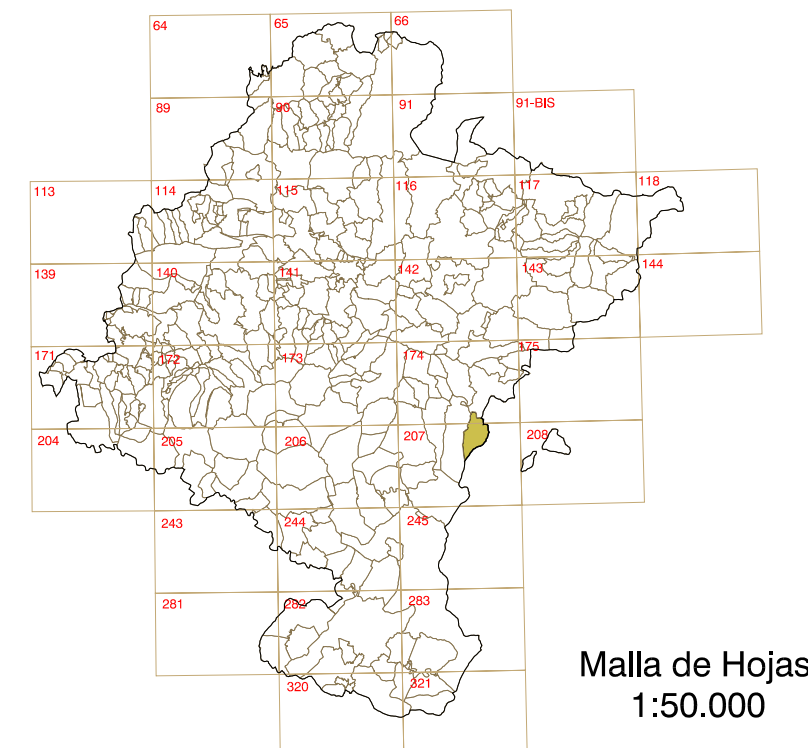 64 65 66
89 90 91 91-BIS
113 114 115 116 117 118
139 140 141 142 143 144
171 172 173 174 175
204 205 206 207 208
243 244 245
281 282 283
320 321
Malla de Hojas
1:50.000